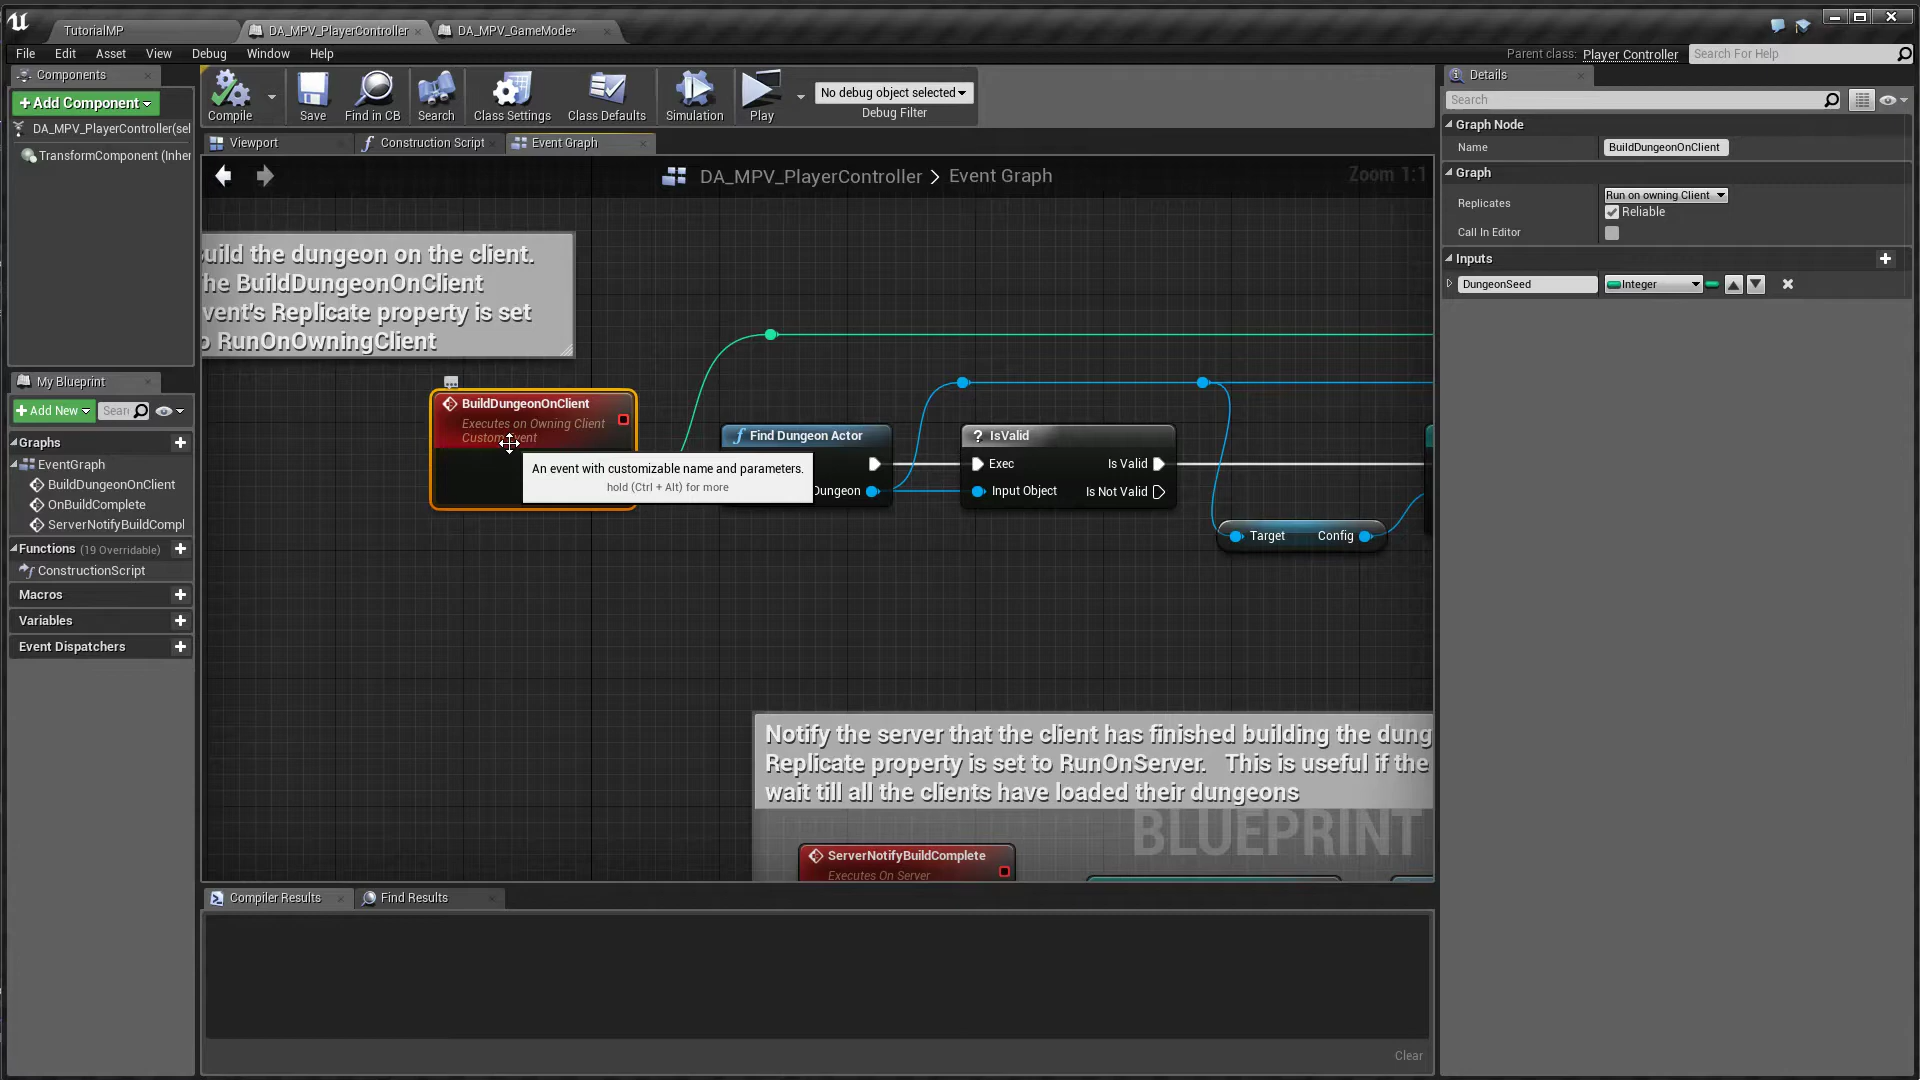 TutorialMP
DA_MPV_PlayerController
DA_MPV_GameMode*
File Edit Asset View Debug Window Help
Parent class: Player Controller
Search For Help
Components
+Add Component
DA_MPV_PlayerController(sel
TransformComponent (Inher
Compile
Save
Find in CB
Search
Class Settings
Class Defaults
Simulation
Play
No debug object selected
Debug Filter
Viewport
Construction Script
Event Graph
DA_MPV_PlayerController > Event Graph
Zoom 1:1
uild the dungeon on the client.
he BuildDungeonOnClient
vent's Replicate property is set
o RunOnOwningClient
BuildDungeonOnClient
Executes on Owning Client
Custom Event
An event with customizable name and parameters.
hold (Ctrl + Alt) for more
Find Dungeon Actor
Dungeon
IsValid
Exec Is Valid
Input Object Is Not Valid
Target Config
Notify the server that the client has finished building the dung
Replicate property is set to RunOnServer. This is useful if the
wait till all the clients have loaded their dungeons
BLUEPRINT
ServerNotifyBuildComplete
Executes On Server
My Blueprint
+Add New
Sear
Graphs
EventGraph
BuildDungeonOnClient
OnBuildComplete
ServerNotifyBuildCompl
Functions (19 Overridable)
ConstructionScript
Macros
Variables
Event Dispatchers
Compiler Results
Find Results
Clear
Details
Search
Graph Node
Name BuildDungeonOnClient
Graph
Replicates Run on owning Client
Reliable
Call In Editor
Inputs
DungeonSeed Integer